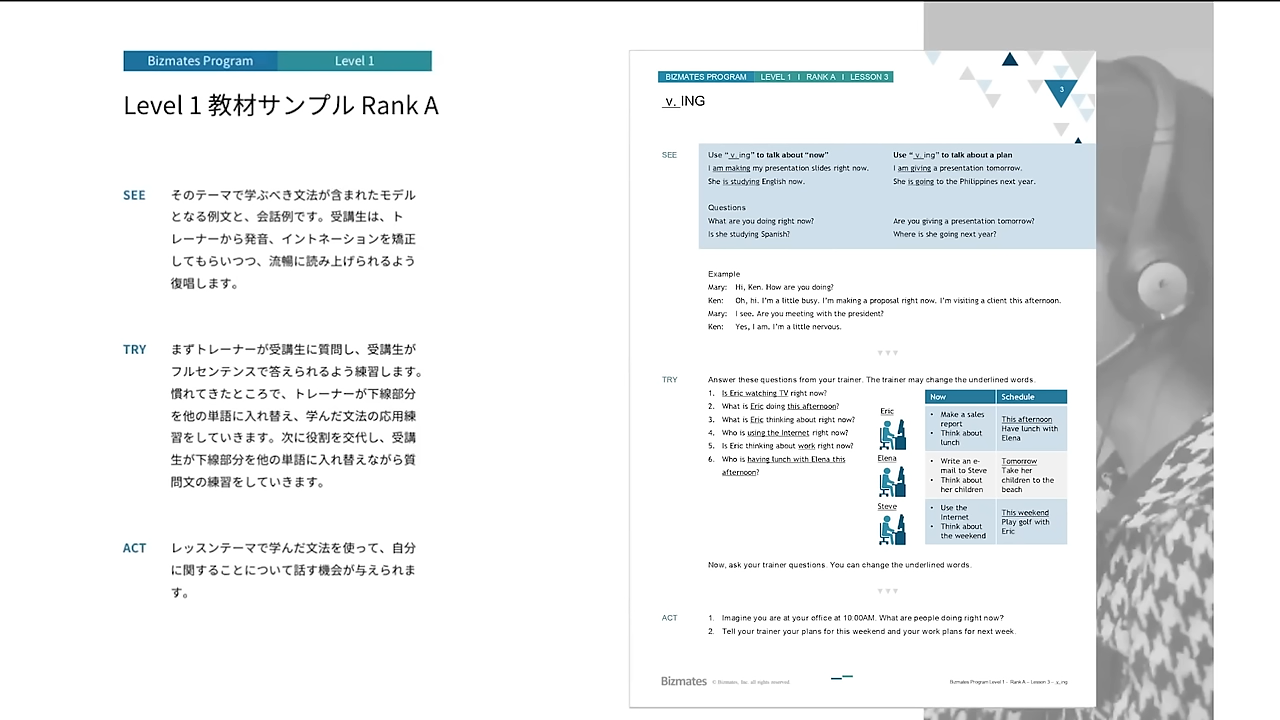 Bizmates Program Level 1
Level 1 教材サンプル Rank A
SEE そのテーマで学ぶべき文法が含まれたモデル
となる例文と、会話例です。受講生は、ト
レーナーから発音、イントネーションを矯正
してもらいつつ、流暢に読み上げられるよう
復唱します。
TRY まずトレーナーが受講生に質問し、受講生が
フルセンテンスで答えられるよう練習します。
慣れてきたところで、トレーナーが下線部分
を他の単語に入れ替え、学んだ文法の応用練
習をしていきます。次に役割を交代し、受講
生が下線部分を他の単語に入れ替えながら質
問文の練習をしていきます。
ACT レッスンテーマで学んだ文法を使って、自分
に関することについて話す機会が与えられま
す。
BIZMATES PROGRAM LEVEL 1 I RANK A I LESSON 3
3
v. ING
SEE
Use “ v. ing” to talk about “now”
I am making my presentation slides right now.
She is studying English now.
Use “ v. ing” to talk about a plan
I am giving a presentation tomorrow.
She is going to the Philippines next year.
Questions
What are you doing right now?
Is she studying Spanish?
Are you giving a presentation tomorrow?
Where is she going next year?
Example
Mary: Hi, Ken. How are you doing?
Ken: Oh, hi. I’m a little busy. I’m making a proposal right now. I’m visiting a client this afternoon.
Mary: I see. Are you meeting with the president?
Ken: Yes, I am. I’m a little nervous.
TRY Answer these questions from your trainer. The trainer may change the underlined words.
1. Is Eric watching TV right now?
2. What is Eric doing this afternoon?
3. What is Eric thinking about right now?
4. Who is using the Internet right now?
5. Is Eric thinking about work right now?
6. Who is having lunch with Elena this
afternoon?
Now Schedule
Eric
• Make a sales
report
• Think about
lunch
This afternoon
Have lunch with
Elena
Elena
• Write an e-
mail to Steve
• Think about
her children
Tomorrow
Take her
children to the
beach
Steve
• Use the
Internet
• Think about
the weekend
This weekend
Play golf with
Eric
Now, ask your trainer questions. You can change the underlined words.
ACT 1. Imagine you are at your office at 10:00AM. What are people doing right now?
2. Tell your trainer your plans for this weekend and your work plans for next week.
Bizmates © Bizmates, Inc. all rights reserved.
Bizmates Program Level 1 - Rank A – Lesson 3 - .v._ing